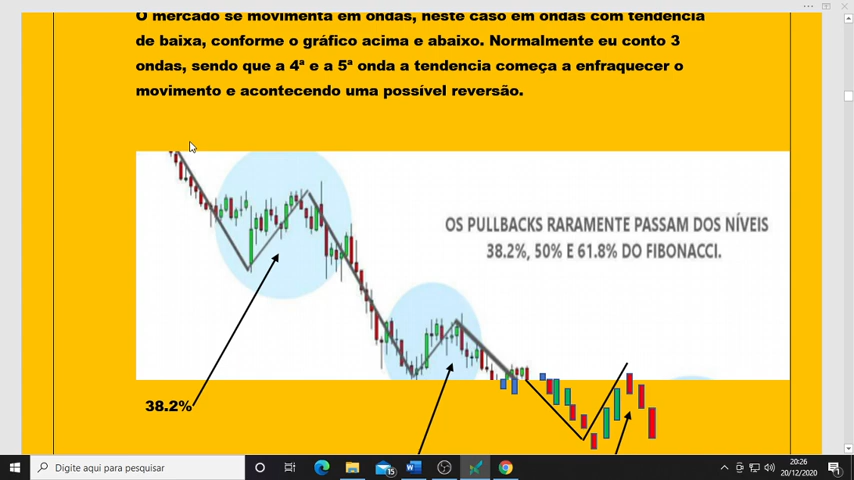 O mercado se movimenta em ondas, neste caso em ondas com tendencia
de baixa, conforme o gráfico acima e abaixo. Normalmente eu conto 3
ondas, sendo que a 4ª e a 5ª onda a tendencia começa a enfraquecer o
movimento e acontecendo uma possível reversão.
OS PULLBACKS RARAMENTE PASSAM DOS NÍVEIS
38.2%, 50% E 61.8% DO FIBONACCI.
38.2%
Digite aqui para pesquisar
15
20:26
20/12/2020
1